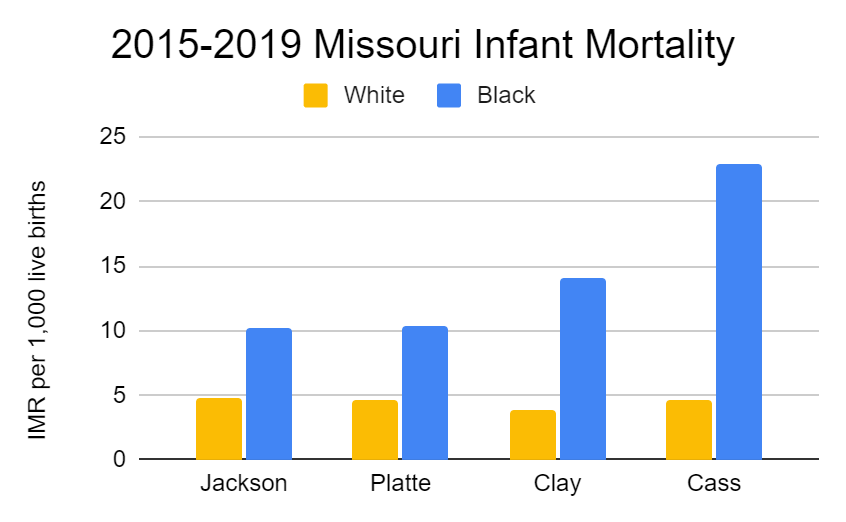 2015-2019 Missouri Infant Mortality
White
Black
IMR per 1,000 live births
25
20
15
10
5
0
Jackson
Platte
Clay
Cass